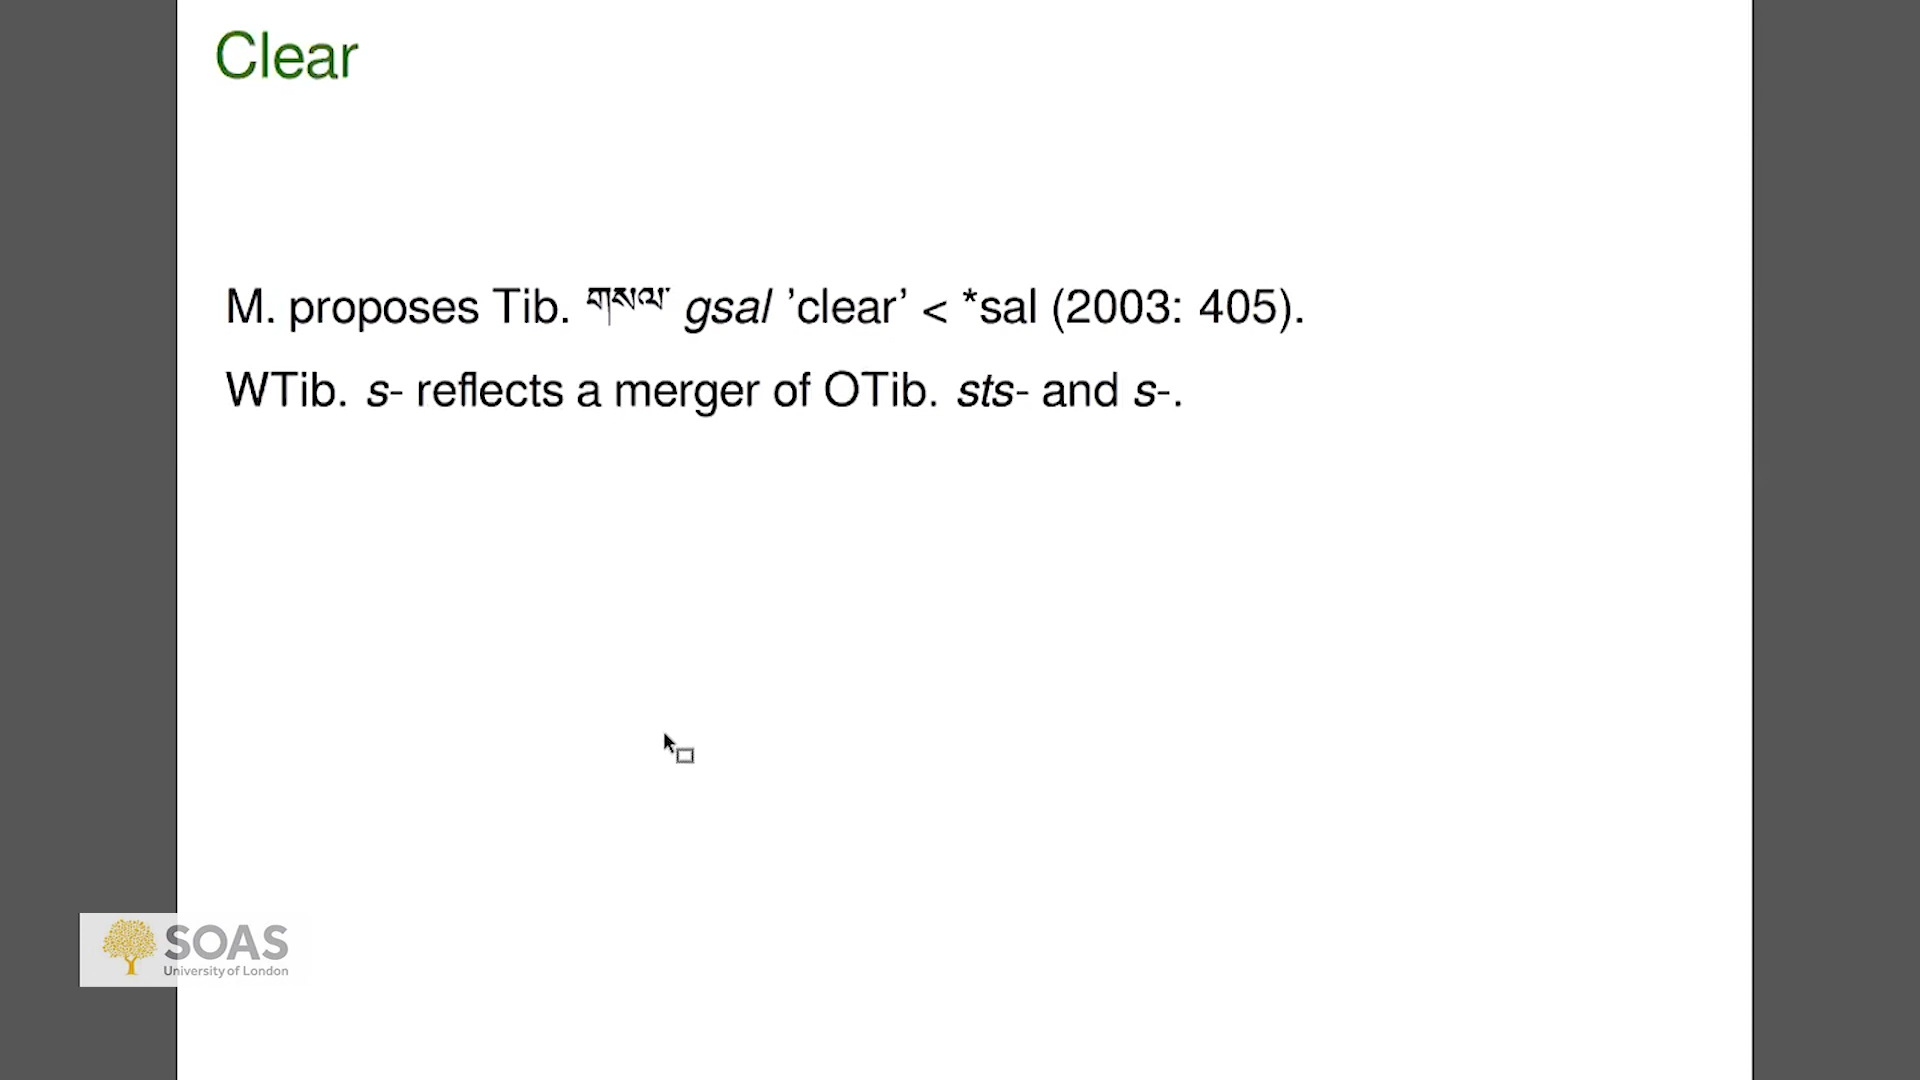 Clear
M. proposes Tib. གསལ་ gsal ’clear’ < *sal (2003: 405).
WTib. s- reflects a merger of OTib. sts- and s-.
SOAS
University of London